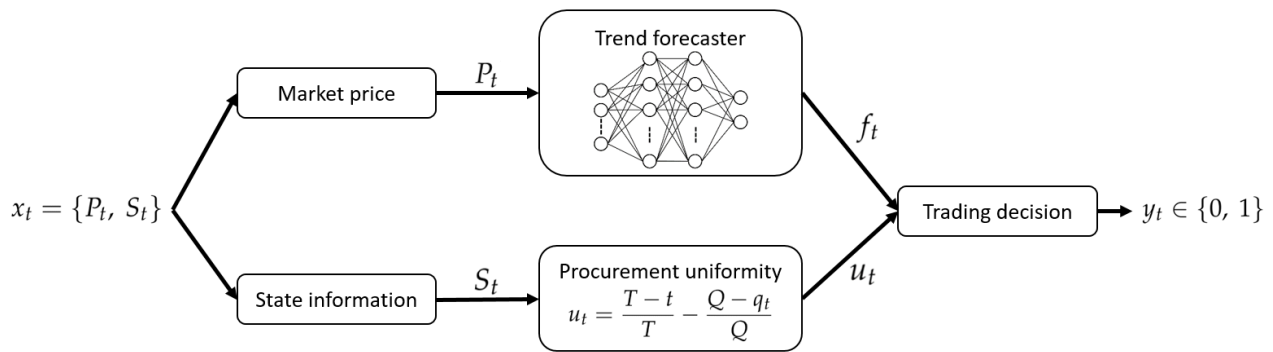 Trend forecaster
Market price
P_t
f_t
x_t = {P_t, S_t}
Trading decision
y_t ∈ {0, 1}
State information
S_t
Procurement uniformity
u_t = (T − t)/T − (Q − q_t)/Q
u_t